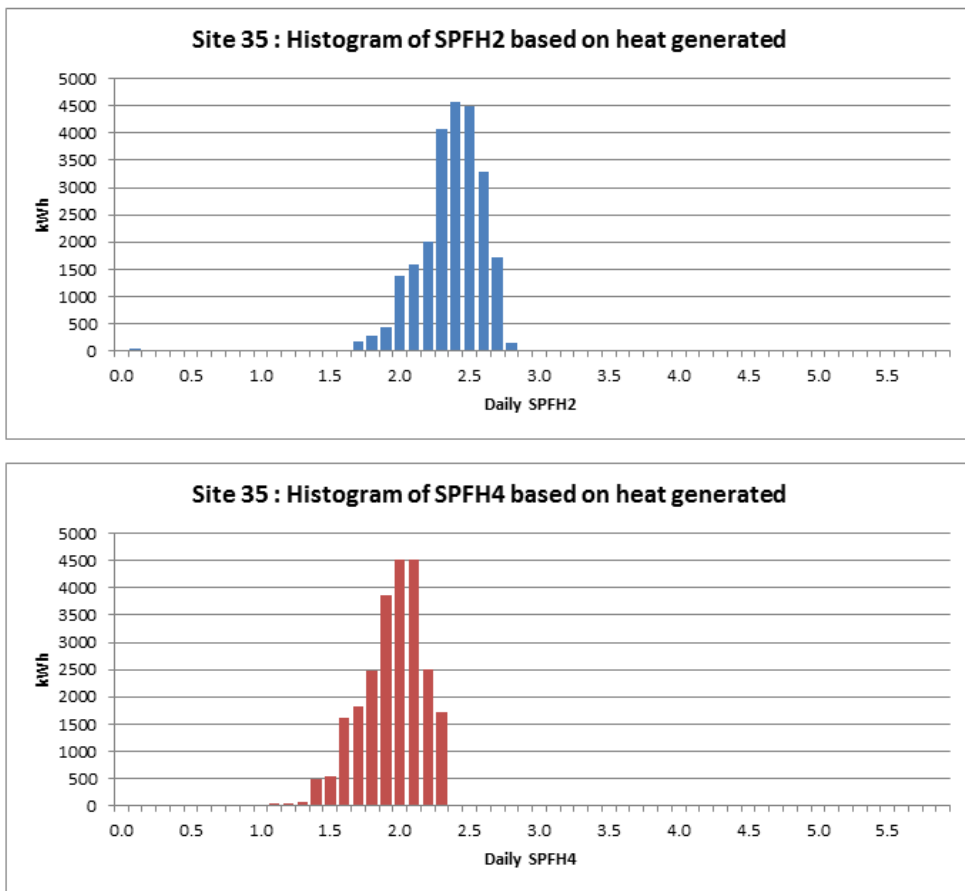 Site 35 : Histogram of SPFH2 based on heat generated
5000
4500
4000
3500
3000
2500
2000
1500
1000
500
0
kWh
0.0 0.5 1.0 1.5 2.0 2.5 3.0 3.5 4.0 4.5 5.0 5.5
Daily SPFH2
Site 35 : Histogram of SPFH4 based on heat generated
5000
4500
4000
3500
3000
2500
2000
1500
1000
500
0
kWh
0.0 0.5 1.0 1.5 2.0 2.5 3.0 3.5 4.0 4.5 5.0 5.5
Daily SPFH4